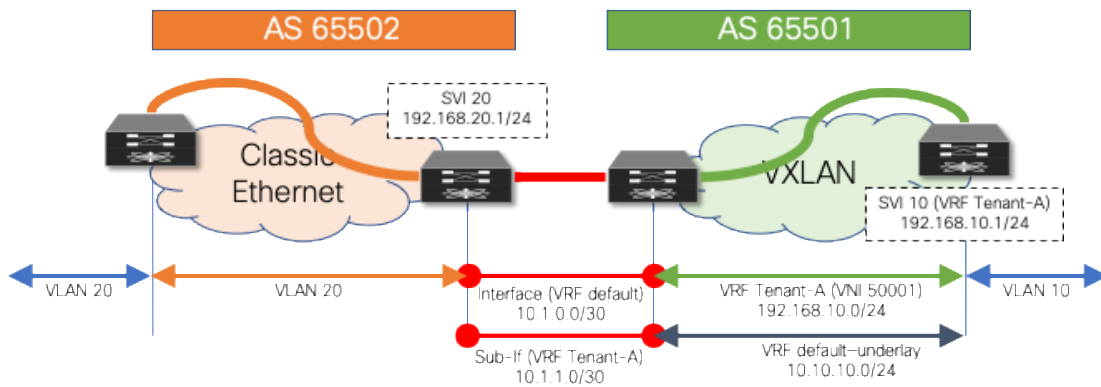 AS 65502
AS 65501
SVI 20
192.168.20.1/24
Classic
Ethernet
VXLAN
SVI 10 (VRF Tenant-A)
192.168.10.1/24
VLAN 20
VLAN 20
Interface (VRF default)
10.1.0.0/30
VRF Tenant-A (VNI 50001)
192.168.10.0/24
VLAN 10
Sub-If (VRF Tenant-A)
10.1.1.0/30
VRF default-underlay
10.10.10.0/24